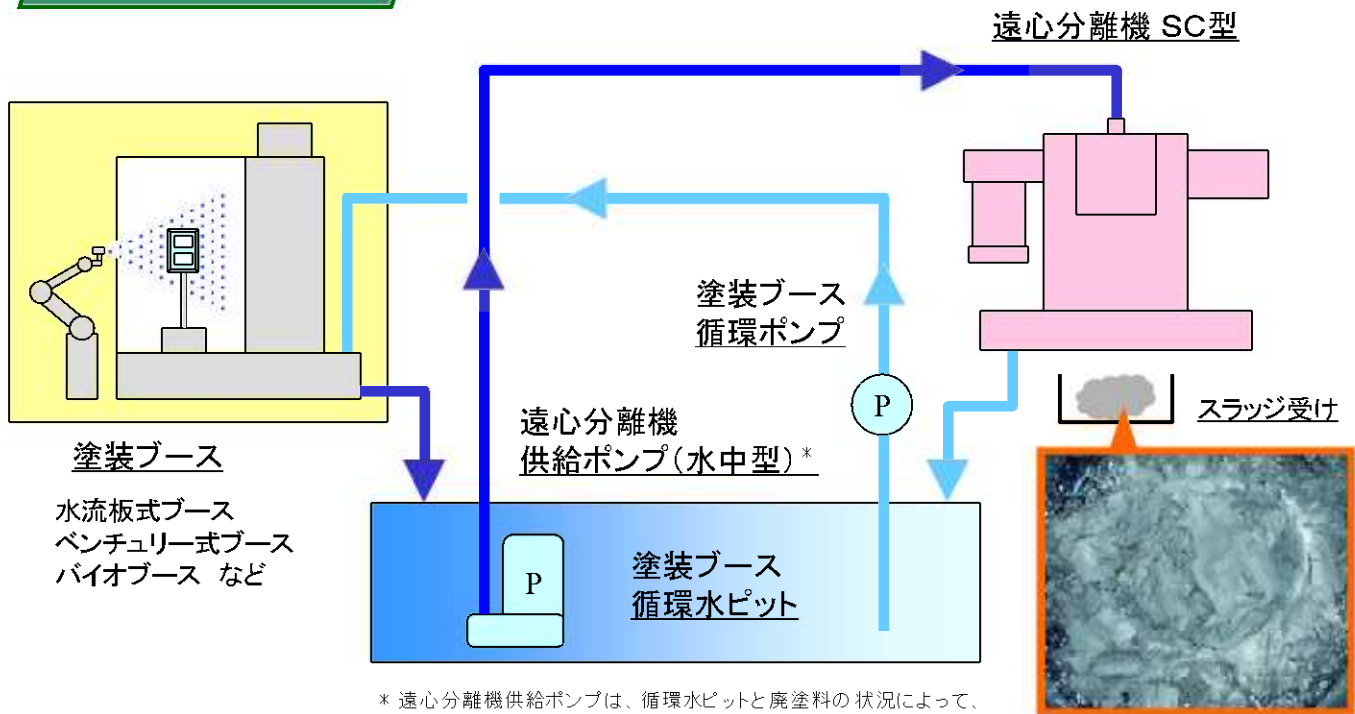 遠心分離機 SC型
塗装ブース
循環ポンプ
P
スラッジ受け
遠心分離機
供給ポンプ(水中型)*
塗装ブース
水流板式ブース
ベンチュリー式ブース
バイオブース など
P
塗装ブース
循環水ピット
* 遠心分離機供給ポンプは、循環水ピットと廃塗料の状況によって、